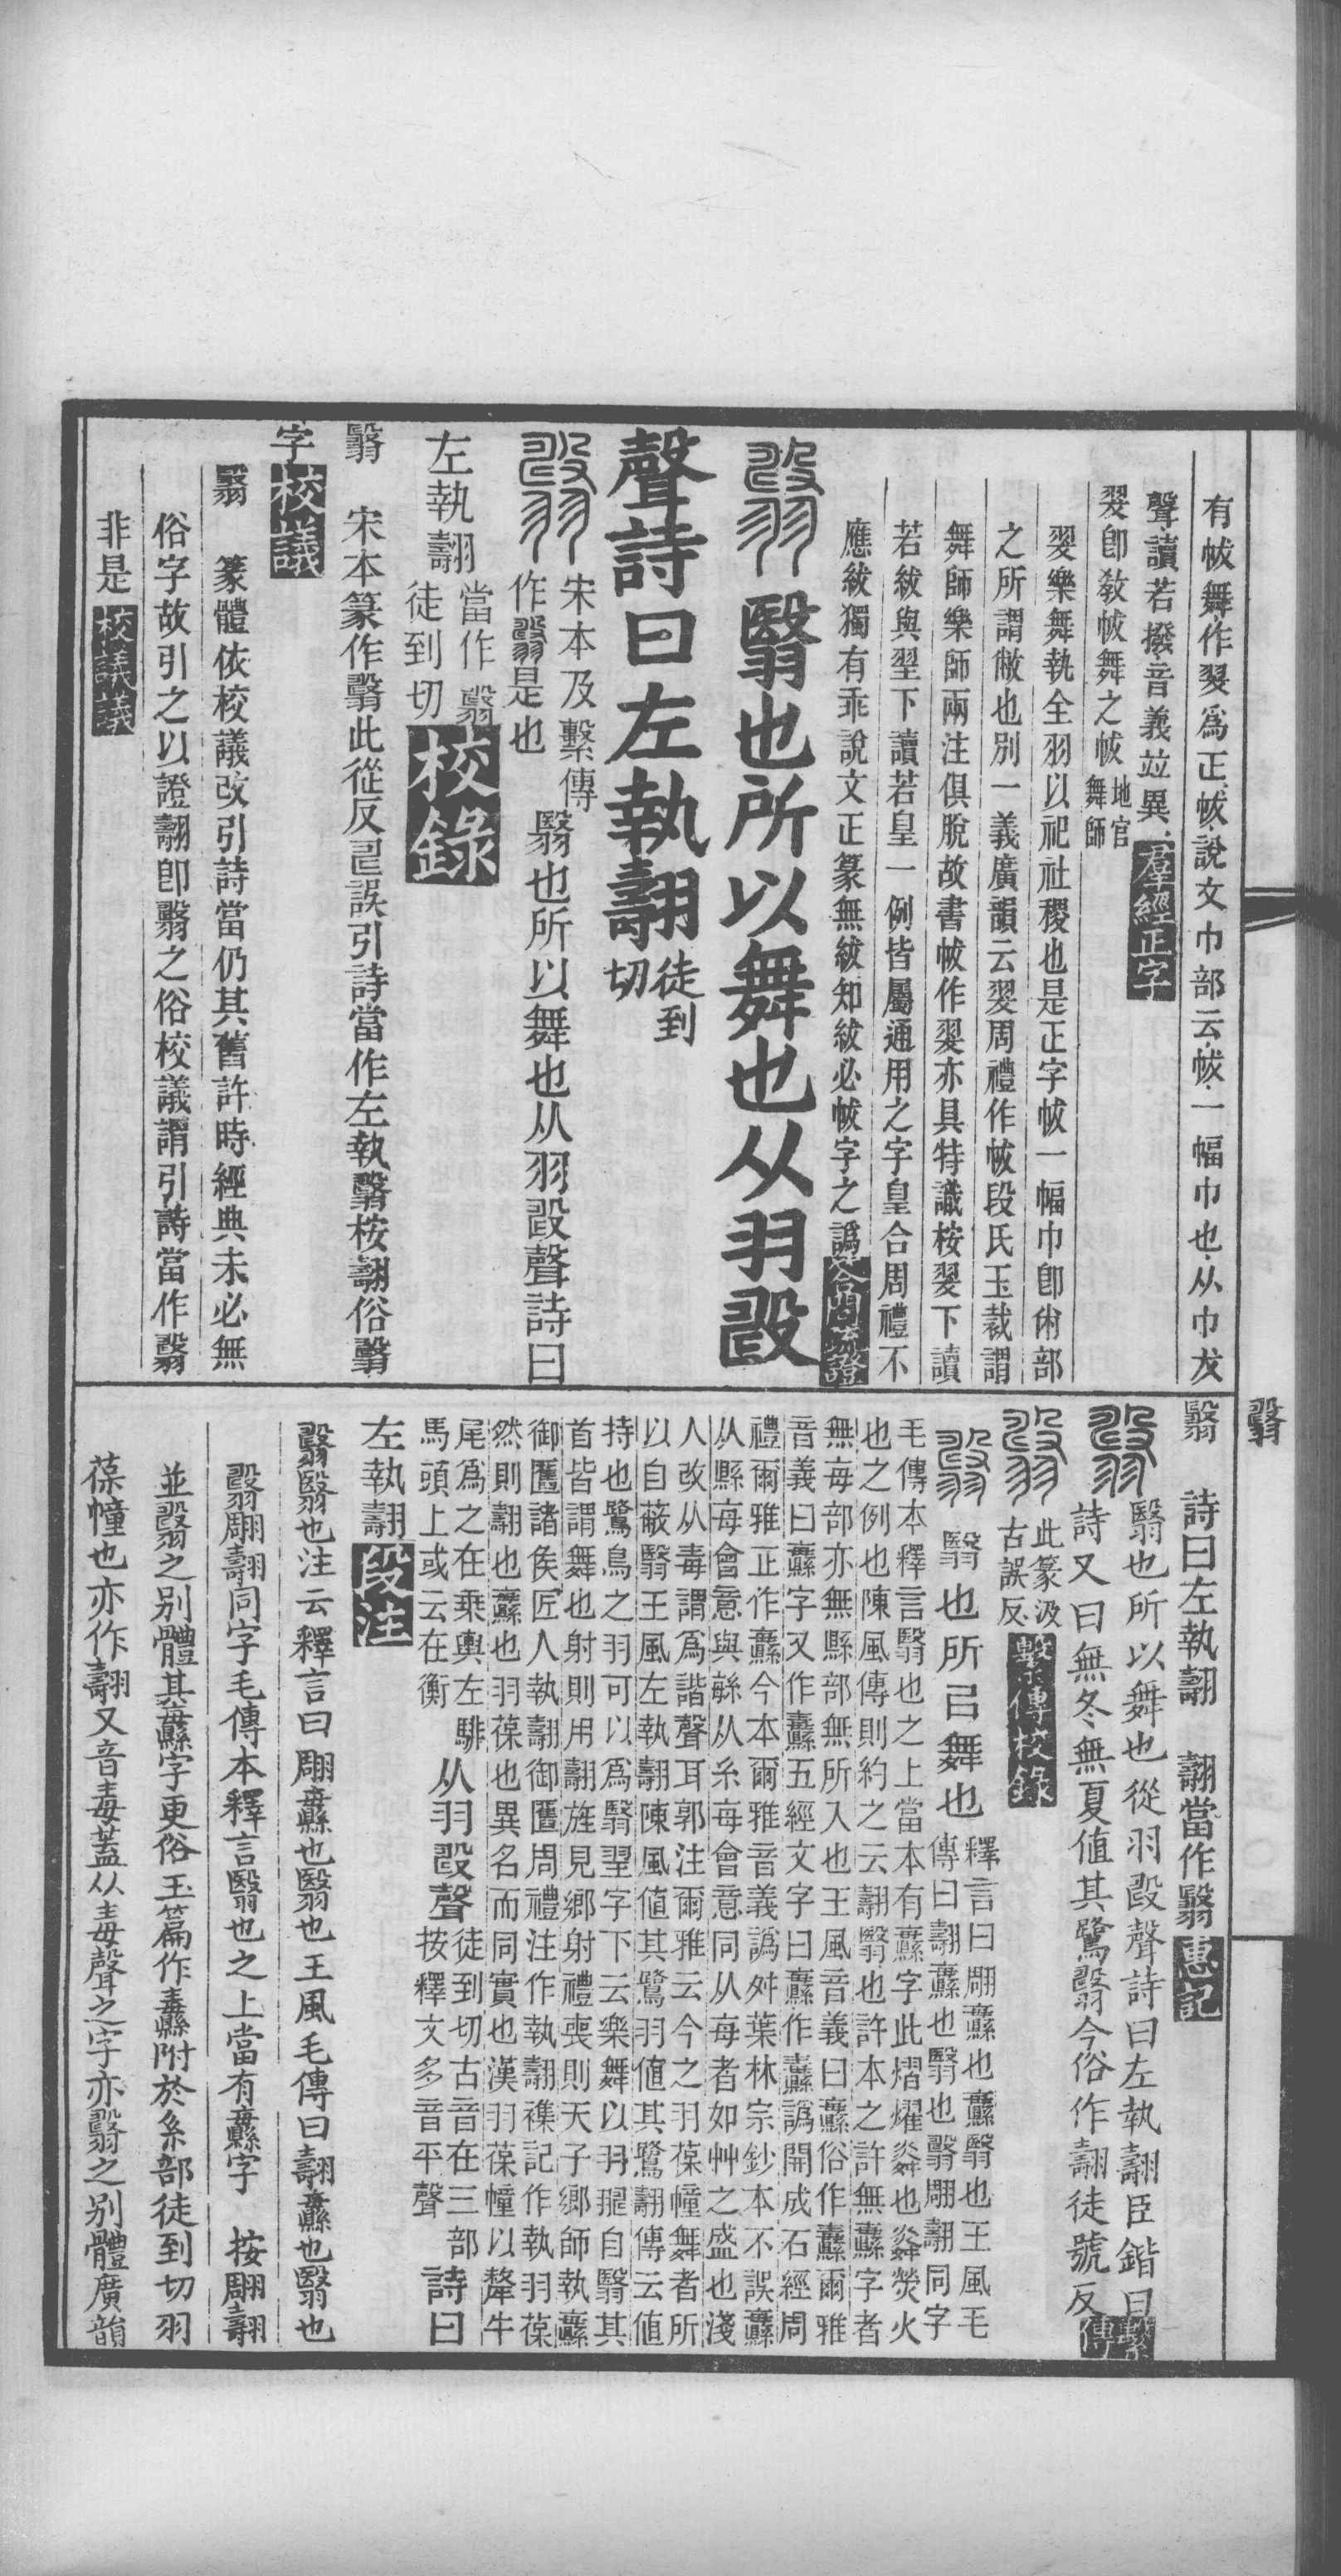 有帗舞作翇爲正帗說文巾部云帗一幅巾也从巾犮
聲讀若撥音義竝異羣經正字
翇卽敎帗舞之帗地官舞師
翇樂舞執全羽以祀社稷也是正字帗一幅巾卽㡀部
之所謂敝也別一義廣韻云翇周禮作帗段氏玉裁謂
舞師樂師兩注俱脫故書帗作翇亦具特識桉翇下讀
若紱與翌下讀若皇一例皆屬通用之字皇合周禮不
應紱獨有乖說文正篆無紱知紱必帗字之譌
翳也所以舞也从羽殹
聲詩曰左執翿徒到切
宋本及繫傳作是也
翳也所以舞也从羽殹聲詩曰
左執翿當作徒到切校錄
宋本篆作此從反誤引詩當作左執按翿俗
字校議
篆體依校議改引詩當仍其舊許時經典未必無
俗字故引之以證翿卽之俗校議謂引詩當作
非是校議議
翳
詩曰左執翿 翿當作翳惠記
翳也所以舞也從羽殹聲詩曰左執翿臣鍇曰
詩又曰無冬無夏值其鷺今俗作翿徒號反繫傳
此篆汲古誤反繫傳校錄
翳也所㠯舞也釋言曰翢纛也纛翳也王風毛
傳曰翿纛也翳也翢翿同字
毛傳本釋言翳也之上當本有纛字此熠燿燐也燐熒火
也之例也陳風傳則約之云翿翳也許本之許無纛字者
無每部亦無縣部無所入也王風音義曰纛俗作纛爾雅
音義曰纛字又作纛五經文字曰纛作纛譌開成石經周
禮爾雅正作纛今本爾雅音義譌舛葉林宗鈔本不誤纛
从縣每會意與緐从糸每會意同从每者如艸之盛也淺
人改从毒謂爲諧聲耳郭注爾雅云今之羽葆幢舞者所
以自蔽翳王風左執翿陳風值其鷺羽值其鷺翿傳云值
持也鷺鳥之羽可以爲翳翌字下云樂舞以羽翿自翳其
首皆謂舞也射則用翿旌見鄉射禮喪則天子鄉師執纛
御匶諸侯匠人執翿御匶周禮注作執翿襍記作執羽葆
然則翿也纛也羽葆也異名而同實也漢羽葆幢以犛牛
尾爲之在乘輿左騑
馬頭上或云在衡从羽殹聲徒到切古音在三部
按釋文多音平聲詩曰
左執翿段注
翳也注云釋言曰翢纛也翳也王風毛傳曰翿纛也翳也
翢翿同字毛傳本釋言翳也之上當有纛字 按翢翿
並之別體其纛字更俗玉篇作纛附於糸部徒到切羽
葆幢也亦作翿又音毒蓋从毒聲之字亦之別體廣韻